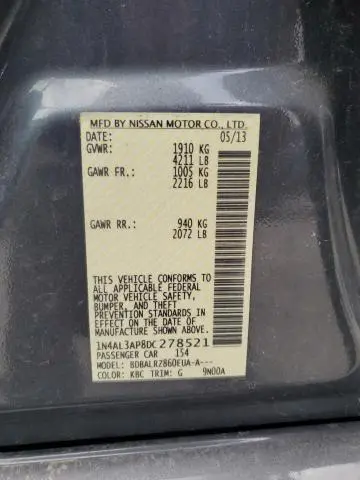 MFD BY NISSAN MOTOR CO., LTD.
DATE: 05/13
GVWR: 1910 KG
4211 LB
GAWR FR.: 1005 KG
2216 LB
GAWR RR.: 940 KG
2072 LB
THIS VEHICLE CONFORMS TO
ALL APPLICABLE FEDERAL
MOTOR VEHICLE SAFETY,
BUMPER, AND THEFT
PREVENTION STANDARDS IN
EFFECT ON THE DATE OF
MANUFACTURE SHOWN ABOVE.
1N4AL3AP8DC278521
PASSENGER CAR 154
MODEL: BDBALRZ860EUA-A---
COLOR: KBC TRIM: G 9N00A